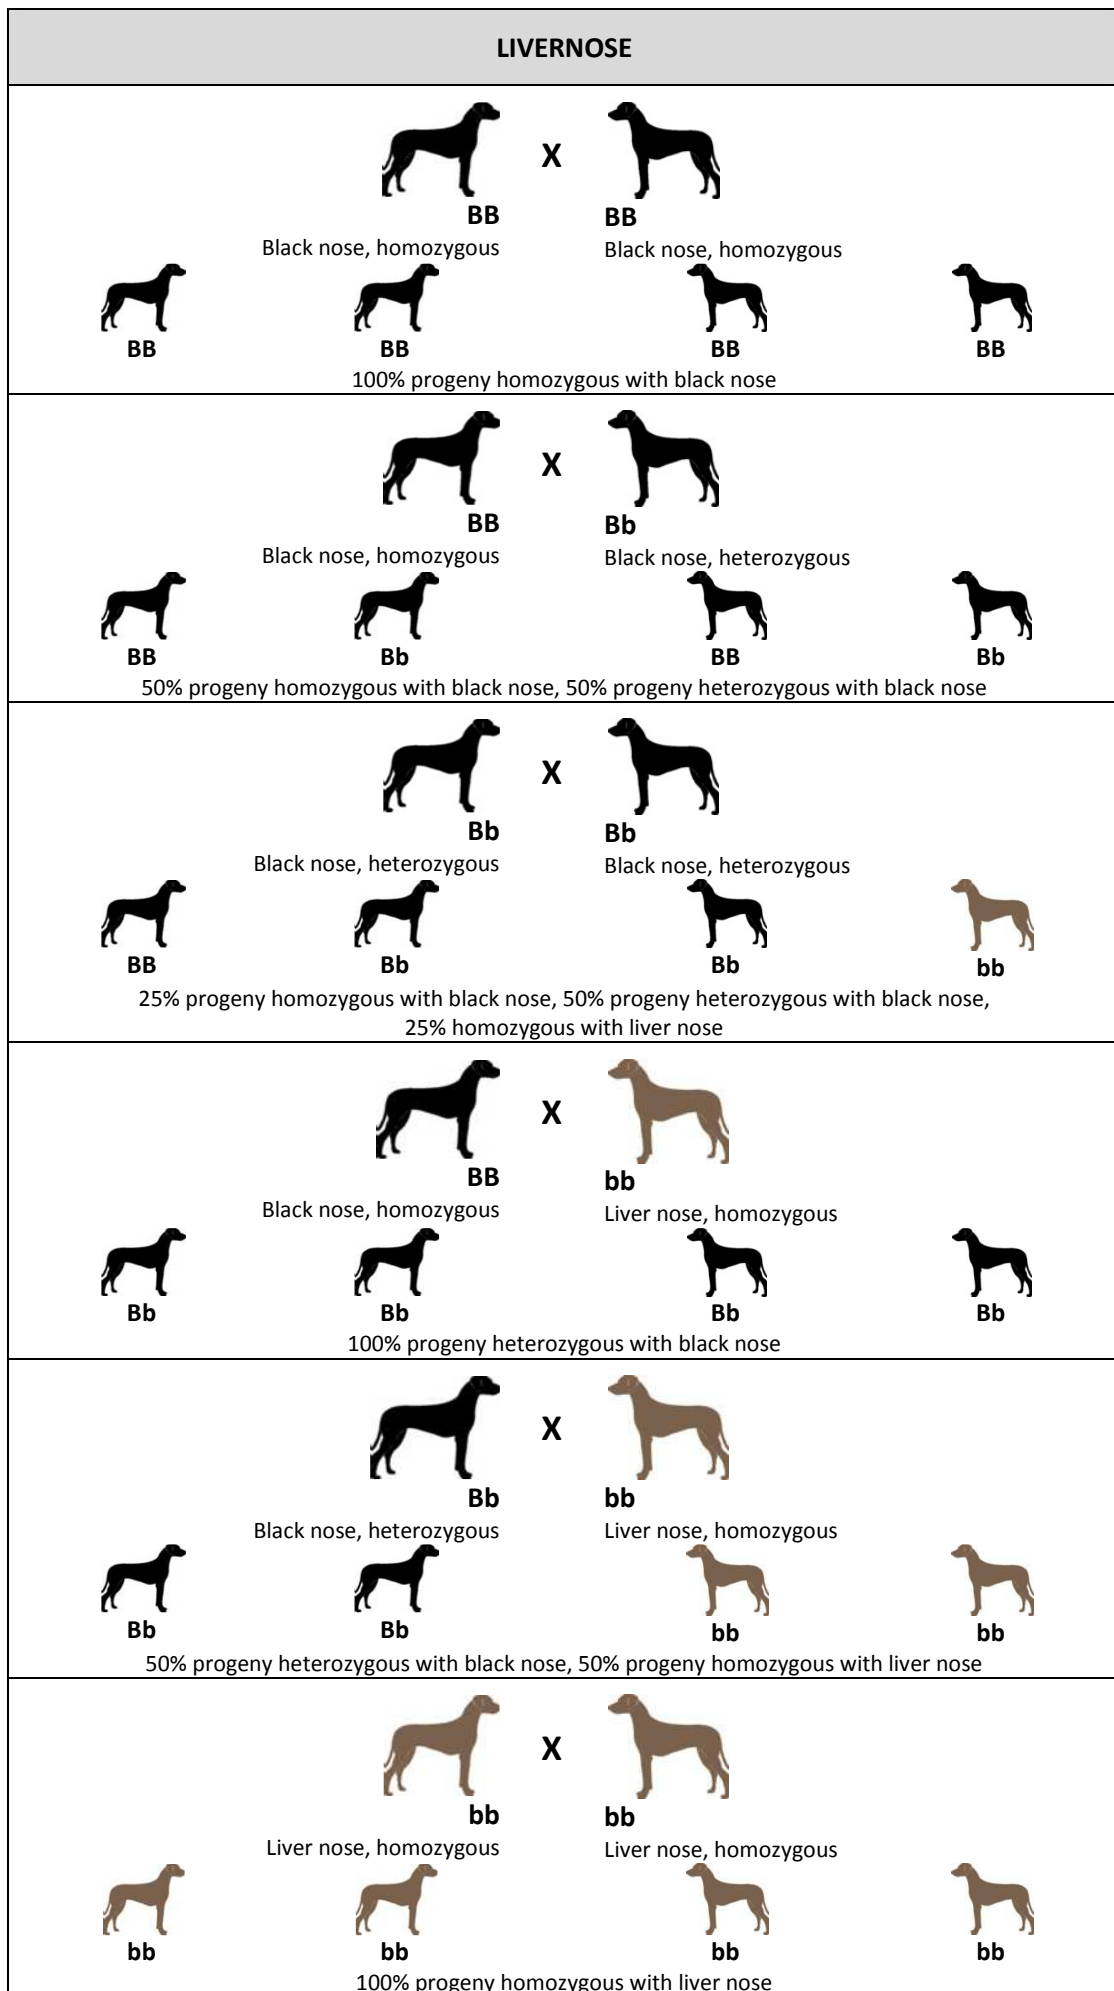 LIVERNOSE
X
BB BB
Black nose, homozygous Black nose, homozygous
BB BB BB BB
100% progeny homozygous with black nose
X
BB Bb
Black nose, homozygous Black nose, heterozygous
BB Bb BB Bb
50% progeny homozygous with black nose, 50% progeny heterozygous with black nose
X
Bb Bb
Black nose, heterozygous Black nose, heterozygous
BB Bb Bb bb
25% progeny homozygous with black nose, 50% progeny heterozygous with black nose,
25% homozygous with liver nose
X
BB bb
Black nose, homozygous Liver nose, homozygous
Bb Bb Bb Bb
100% progeny heterozygous with black nose
X
Bb bb
Black nose, heterozygous Liver nose, homozygous
Bb Bb bb bb
50% progeny heterozygous with black nose, 50% progeny homozygous with liver nose
X
bb bb
Liver nose, homozygous Liver nose, homozygous
bb bb bb bb
100% progeny homozygous with liver nose